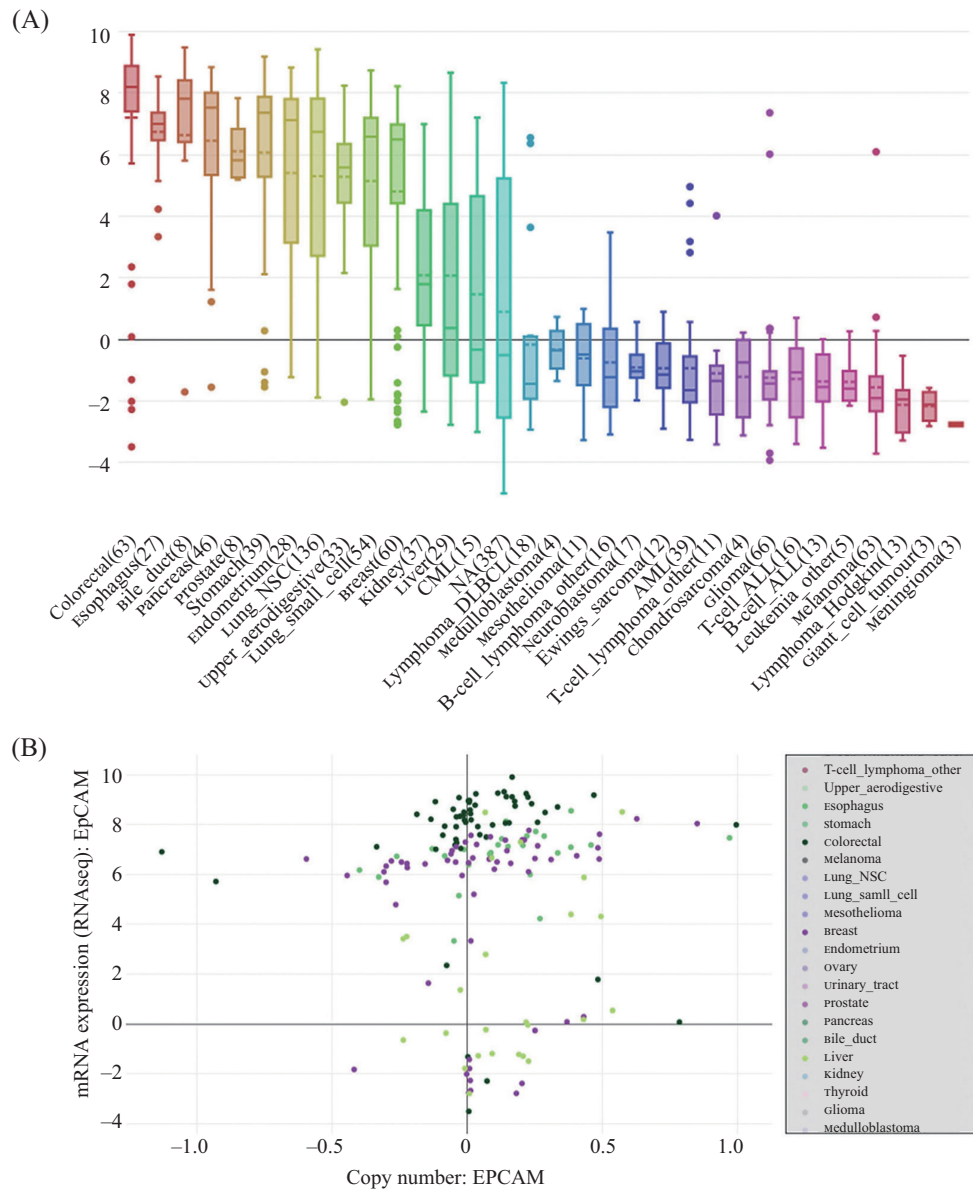 (A)
10
8
6
4
2
0
–2
–4
Colorectal(63)
Esophagus(27)
Bile_duct(8)
Pancreas(46)
Prostate(8)
Stomach(39)
Endometrium(28)
Lung_NSC(136)
Upper_aerodigestive(33)
Lung_small_cell(54)
Breast(60)
Kidney(37)
Liver(29)
CML(15)
NA(387)
Lymphoma_DLBCL(18)
Medulloblastoma(4)
Mesothelioma(11)
B-cell_lymphoma_other(16)
Neuroblastoma(17)
Ewings_sarcoma(12)
AML(39)
T-cell_lymphoma_other(11)
Chondrosarcoma(4)
Glioma(66)
T-cell_ALL(16)
B-cell_ALL(13)
Leukemia_other(5)
Melanoma(63)
Lymphoma_Hodgkin(13)
Giant_cell_tumour(3)
Meningioma(3)
(B)
mRNA expression (RNAseq): EpCAM
10
8
6
4
2
0
–2
–4
–1.0
–0.5
0
0.5
1.0
Copy number: EPCAM
T-cell_lymphoma_other
Upper_aerodigestive
Esophagus
Stomach
Colorectal
Melanoma
Lung_NSC
Lung_samll_cell
Mesothelioma
Breast
Endometrium
Ovary
Urinary_tract
Prostate
Pancreas
Bile_duct
Liver
Kidney
Thyroid
Glioma
Medulloblastoma